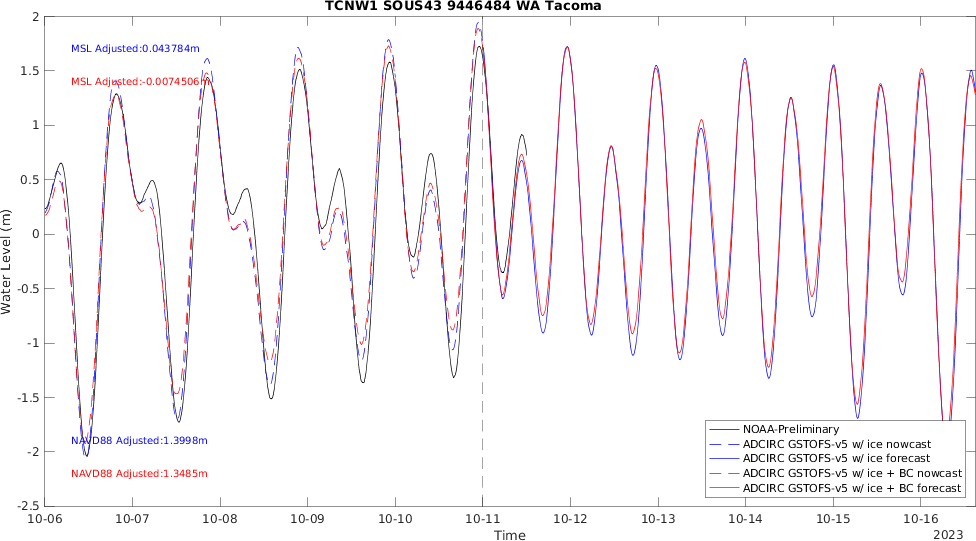 TCNW1 SOUS43 9446484 WA Tacoma
2
1.5
1
0.5
0
-0.5
-1
-1.5
-2
-2.5
Water Level (m)
MSL Adjusted:0.043784m
MSL Adjusted:-0.0074506m
NAVD88 Adjusted:1.3998m
NAVD88 Adjusted:1.3485m
NOAA-Preliminary
ADCIRC GSTOFS-v5 w/ ice nowcast
ADCIRC GSTOFS-v5 w/ ice forecast
ADCIRC GSTOFS-v5 w/ ice + BC nowcast
ADCIRC GSTOFS-v5 w/ ice + BC forecast
10-06 10-07 10-08 10-09 10-10 10-11 10-12 10-13 10-14 10-15 10-16
Time
2023